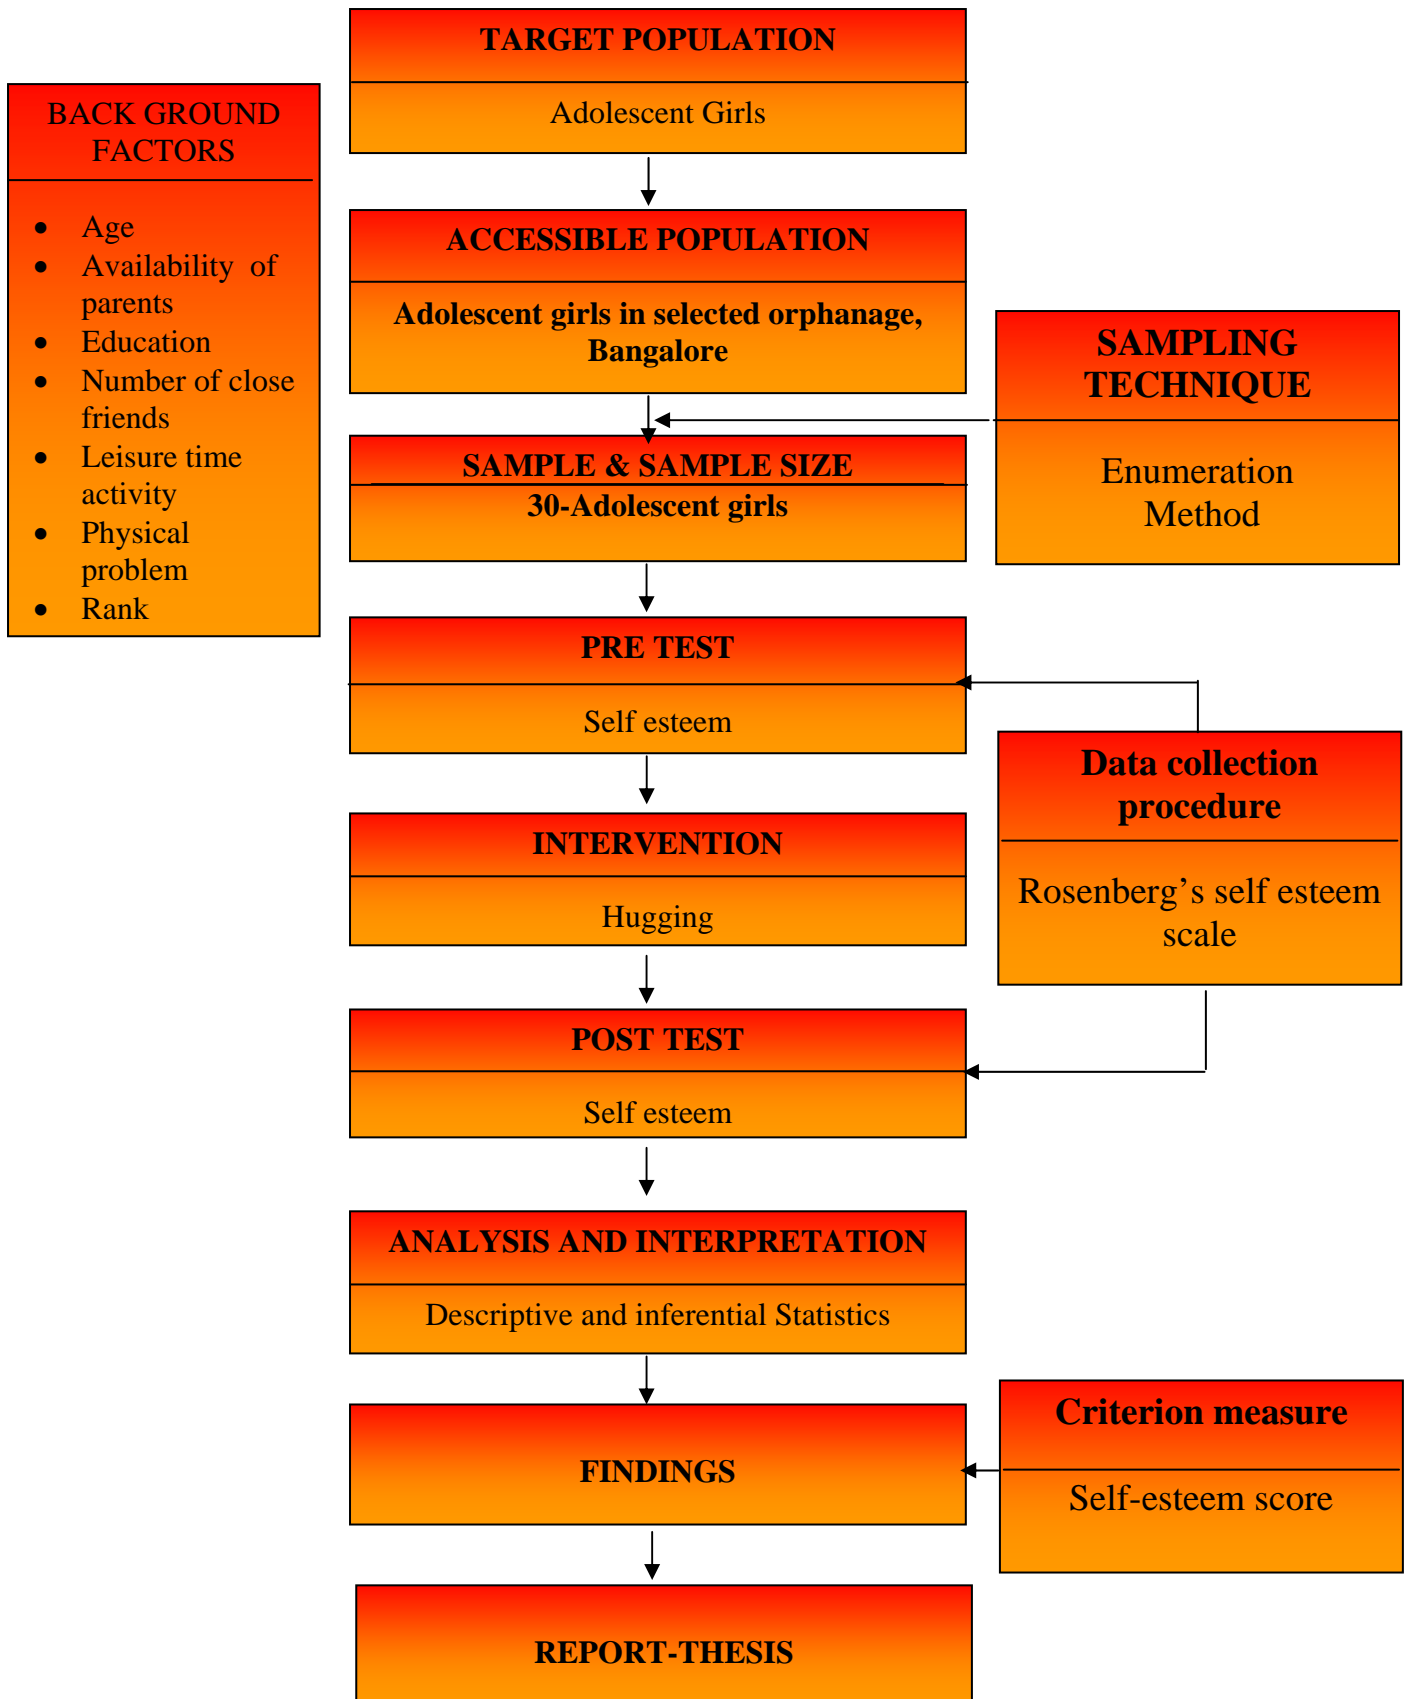 TARGET POPULATION
Adolescent Girls
BACK GROUND
FACTORS
• Age
• Availability of
parents
• Education
• Number of close
friends
• Leisure time
activity
• Physical
problem
• Rank
ACCESSIBLE POPULATION
Adolescent girls in selected orphanage,
Bangalore
SAMPLING
TECHNIQUE
Enumeration
Method
SAMPLE & SAMPLE SIZE
30-Adolescent girls
PRE TEST
Self esteem
Data collection
procedure
Rosenberg’s self esteem
scale
INTERVENTION
Hugging
POST TEST
Self esteem
ANALYSIS AND INTERPRETATION
Descriptive and inferential Statistics
FINDINGS
Criterion measure
Self-esteem score
REPORT-THESIS